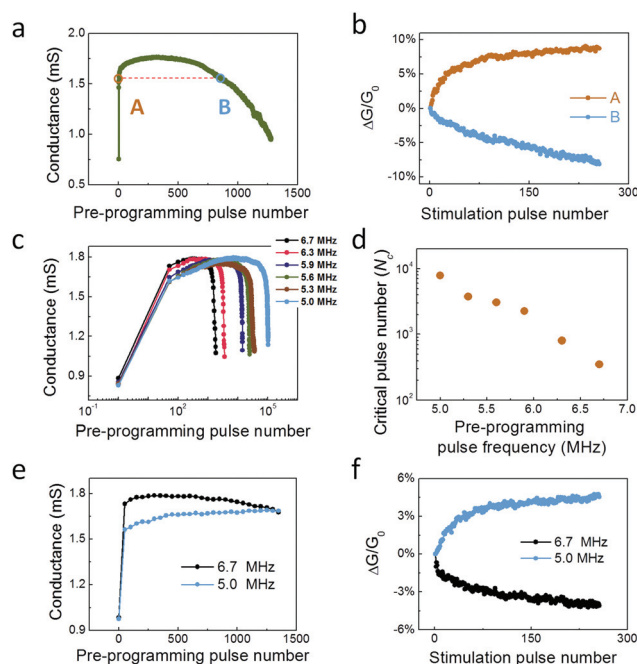 a
Conductance (mS)
2.0
1.5
1.0
0.5
A
B
0
250
500
750
1000
1250
1500
Pre-programming pulse number
b
ΔG/G₀
10%
5%
0%
-5%
-10%
A
B
0
150
300
Stimulation pulse number
c
Conductance (mS)
1.8
1.5
1.2
0.9
6.7 MHz
6.3 MHz
5.9 MHz
5.6 MHz
5.3 MHz
5.0 MHz
10⁻¹
10²
10⁵
Pre-programming pulse number
d
Critical pulse number (Nc)
10⁴
10³
10²
5.0
5.5
6.0
6.5
7.0
Pre-programming
pulse frequency (MHz)
e
Conductance (mS)
2.1
1.8
1.5
1.2
0.9
6.7 MHz
5.0 MHz
0
500
1000
1500
Pre-programming pulse number
f
ΔG/G₀
6%
3%
0%
-3%
-6%
6.7 MHz
5.0 MHz
0
150
300
Stimulation pulse number